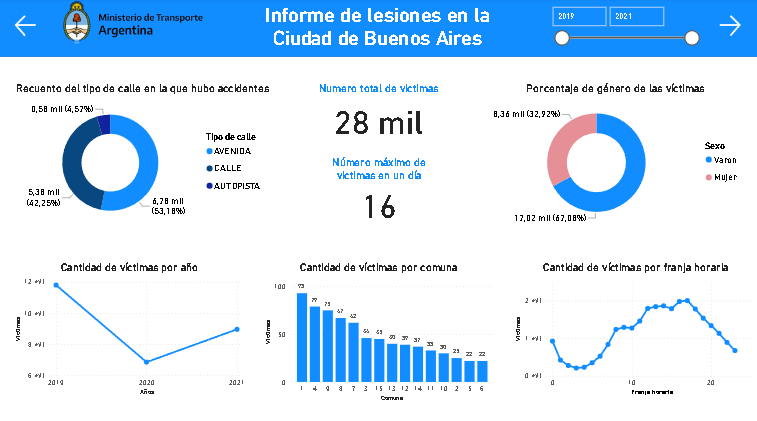 Ministerio de Transporte
Argentina
Informe de lesiones en la
Ciudad de Buenos Aires
2019
2021
Recuento del tipo de calle en la que hubo accidentes
0,58 mil (4,57%)
5,38 mil
(42,25%)
6,78 mil
(53,18%)
Tipo de calle
AVENIDA
CALLE
AUTOPISTA
Numero total de victimas
28 mil
Número máximo de
victimas en un día
16
Porcentaje de género de las víctimas
8,36 mil (32,92%)
17,02 mil (67,08%)
Sexo
Varon
Mujer
Cantidad de víctimas por año
Víctimas
12 mil
10 mil
8 mil
6 mil
2019
2020
2021
Años
Cantidad de víctimas por comuna
Víctimas
100
50
0
93
79
75
67
62
46
45
40
39
37
33
30
25
22
22
1
4
9
8
7
3
15
13
12
14
11
10
2
5
6
Comuna
Cantidad de víctimas por franja horaria
Víctimas
2 mil
1 mil
0 mil
0
10
20
Franja horaria